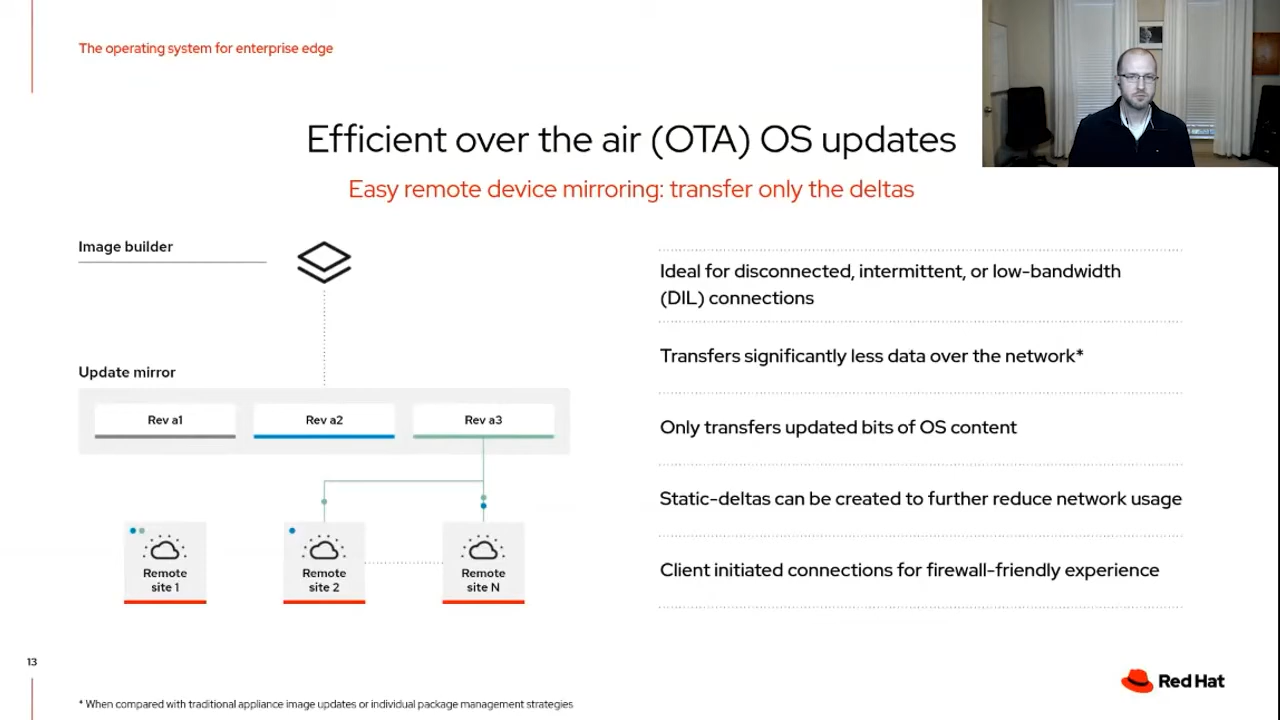 The operating system for enterprise edge
Efficient over the air (OTA) OS updates
Easy remote device mirroring: transfer only the deltas
Image builder
Update mirror
Rev a1
Rev a2
Rev a3
Remote
site 1
Remote
site 2
Remote
site N
Ideal for disconnected, intermittent, or low-bandwidth
(DIL) connections
Transfers significantly less data over the network*
Only transfers updated bits of OS content
Static-deltas can be created to further reduce network usage
Client initiated connections for firewall-friendly experience
13
* When compared with traditional appliance image updates or individual package management strategies
Red Hat